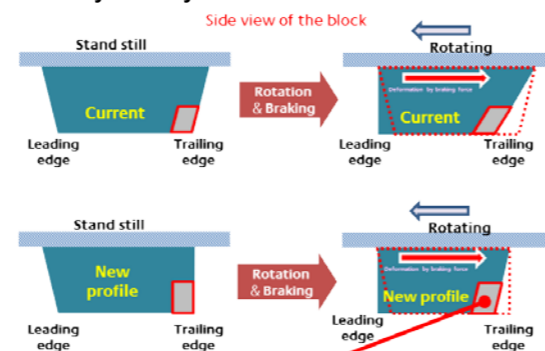 Side view of the block
Stand still
Rotating
Deformation by braking force
Current
Rotation
& Braking
Current
Leading
edge
Trailing
edge
Leading
edge
Trailing
edge
Stand still
Rotating
Deformation by braking force
New
profile
Rotation
& Braking
New profile
Leading
edge
Trailing
edge
Leading
edge
Trailing
edge